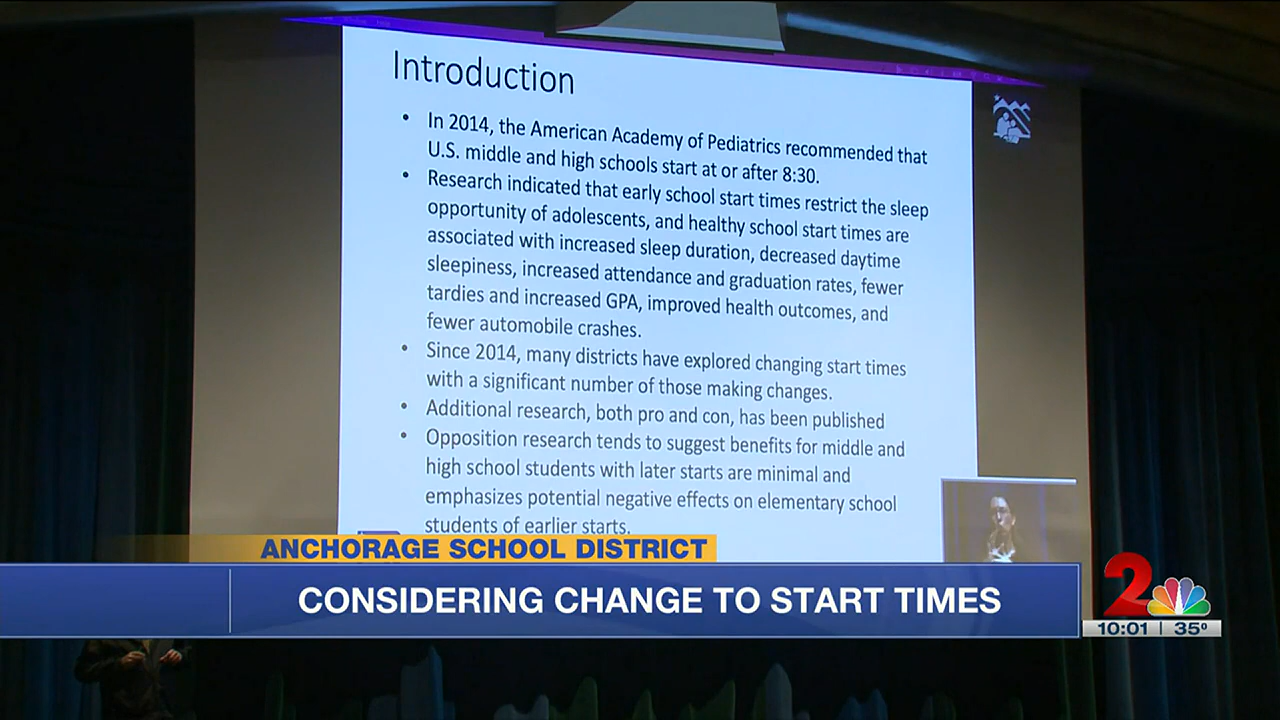 Introduction
• In 2014, the American Academy of Pediatrics recommended that
U.S. middle and high schools start at or after 8:30.
• Research indicated that early school start times restrict the sleep
opportunity of adolescents, and healthy school start times are
associated with increased sleep duration, decreased daytime
sleepiness, increased attendance and graduation rates, fewer
tardies and increased GPA, improved health outcomes, and
fewer automobile crashes.
• Since 2014, many districts have explored changing start times
with a significant number of those making changes.
• Additional research, both pro and con, has been published
• Opposition research tends to suggest benefits for middle and
high school students with later starts are minimal and
emphasizes potential negative effects on elementary school
students of earlier starts.
ANCHORAGE SCHOOL DISTRICT
CONSIDERING CHANGE TO START TIMES
2
10:01 | 35°